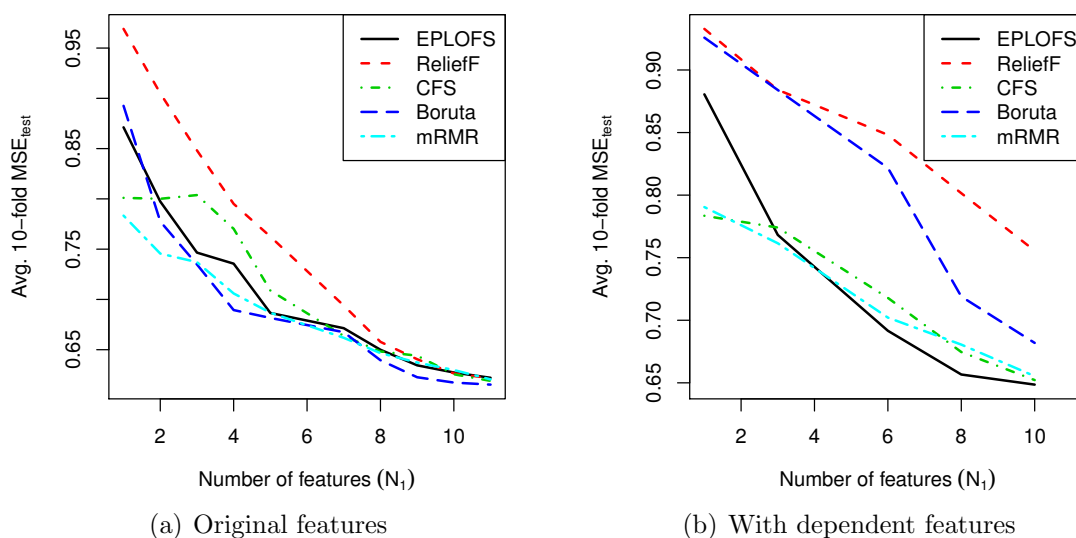 EPLOFS
ReliefF
CFS
Boruta
mRMR
0.95
0.85
0.75
0.65
Avg. 10−fold MSE_test
2 4 6 8 10
Number of features (N₁)
(a) Original features
EPLOFS
ReliefF
CFS
Boruta
mRMR
0.90
0.85
0.80
0.75
0.70
0.65
Avg. 10−fold MSE_test
2 4 6 8 10
Number of features (N₁)
(b) With dependent features